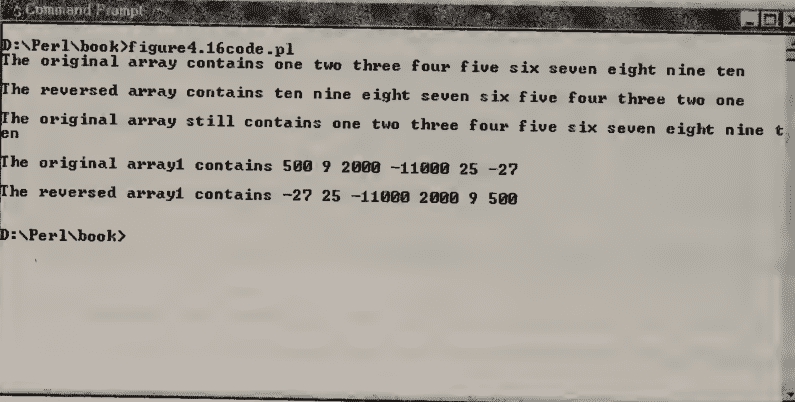 Command Prompt
D:\Perl\book>figure4.16code.pl
The original array contains one two three four five six seven eight nine ten
The reversed array contains ten nine eight seven six five four three two one
The original array still contains one two three four five six seven eight nine t
en
The original array1 contains 500 9 2000 -11000 25 -27
The reversed array1 contains -27 25 -11000 2000 9 500
D:\Perl\book>